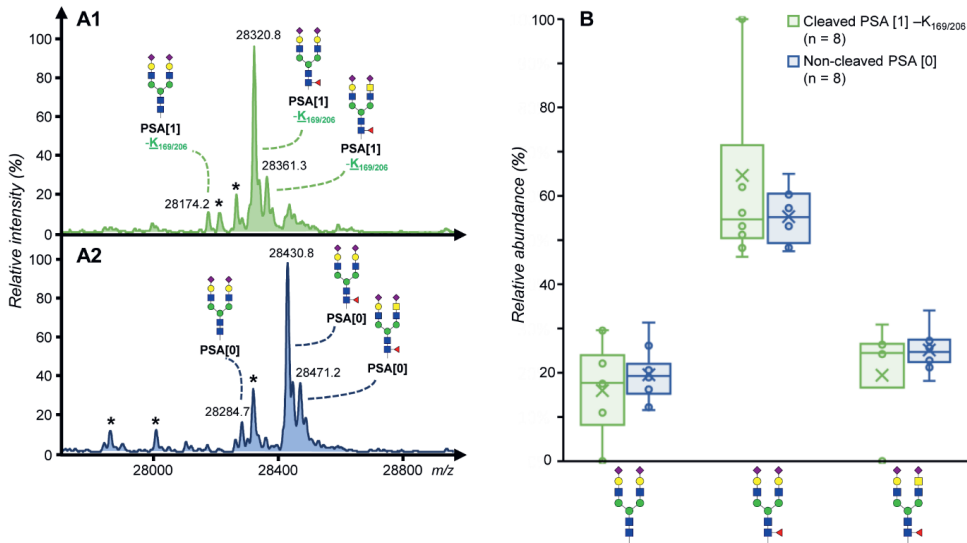 A1
Relative intensity (%)
100
80
60
40
20
0
28320.8
PSA[1]
-K169/206
PSA[1]
-K169/206
PSA[1]
-K169/206
28361.3
28174.2
*
*
A2
100
80
60
40
20
0
28430.8
PSA[0]
PSA[0]
PSA[0]
28471.2
28284.7
*
*
*
28000
28400
28800
m/z
B
Relative abundance (%)
100
80
60
40
20
0
Cleaved PSA [1] –K169/206
(n = 8)
Non-cleaved PSA [0]
(n = 8)